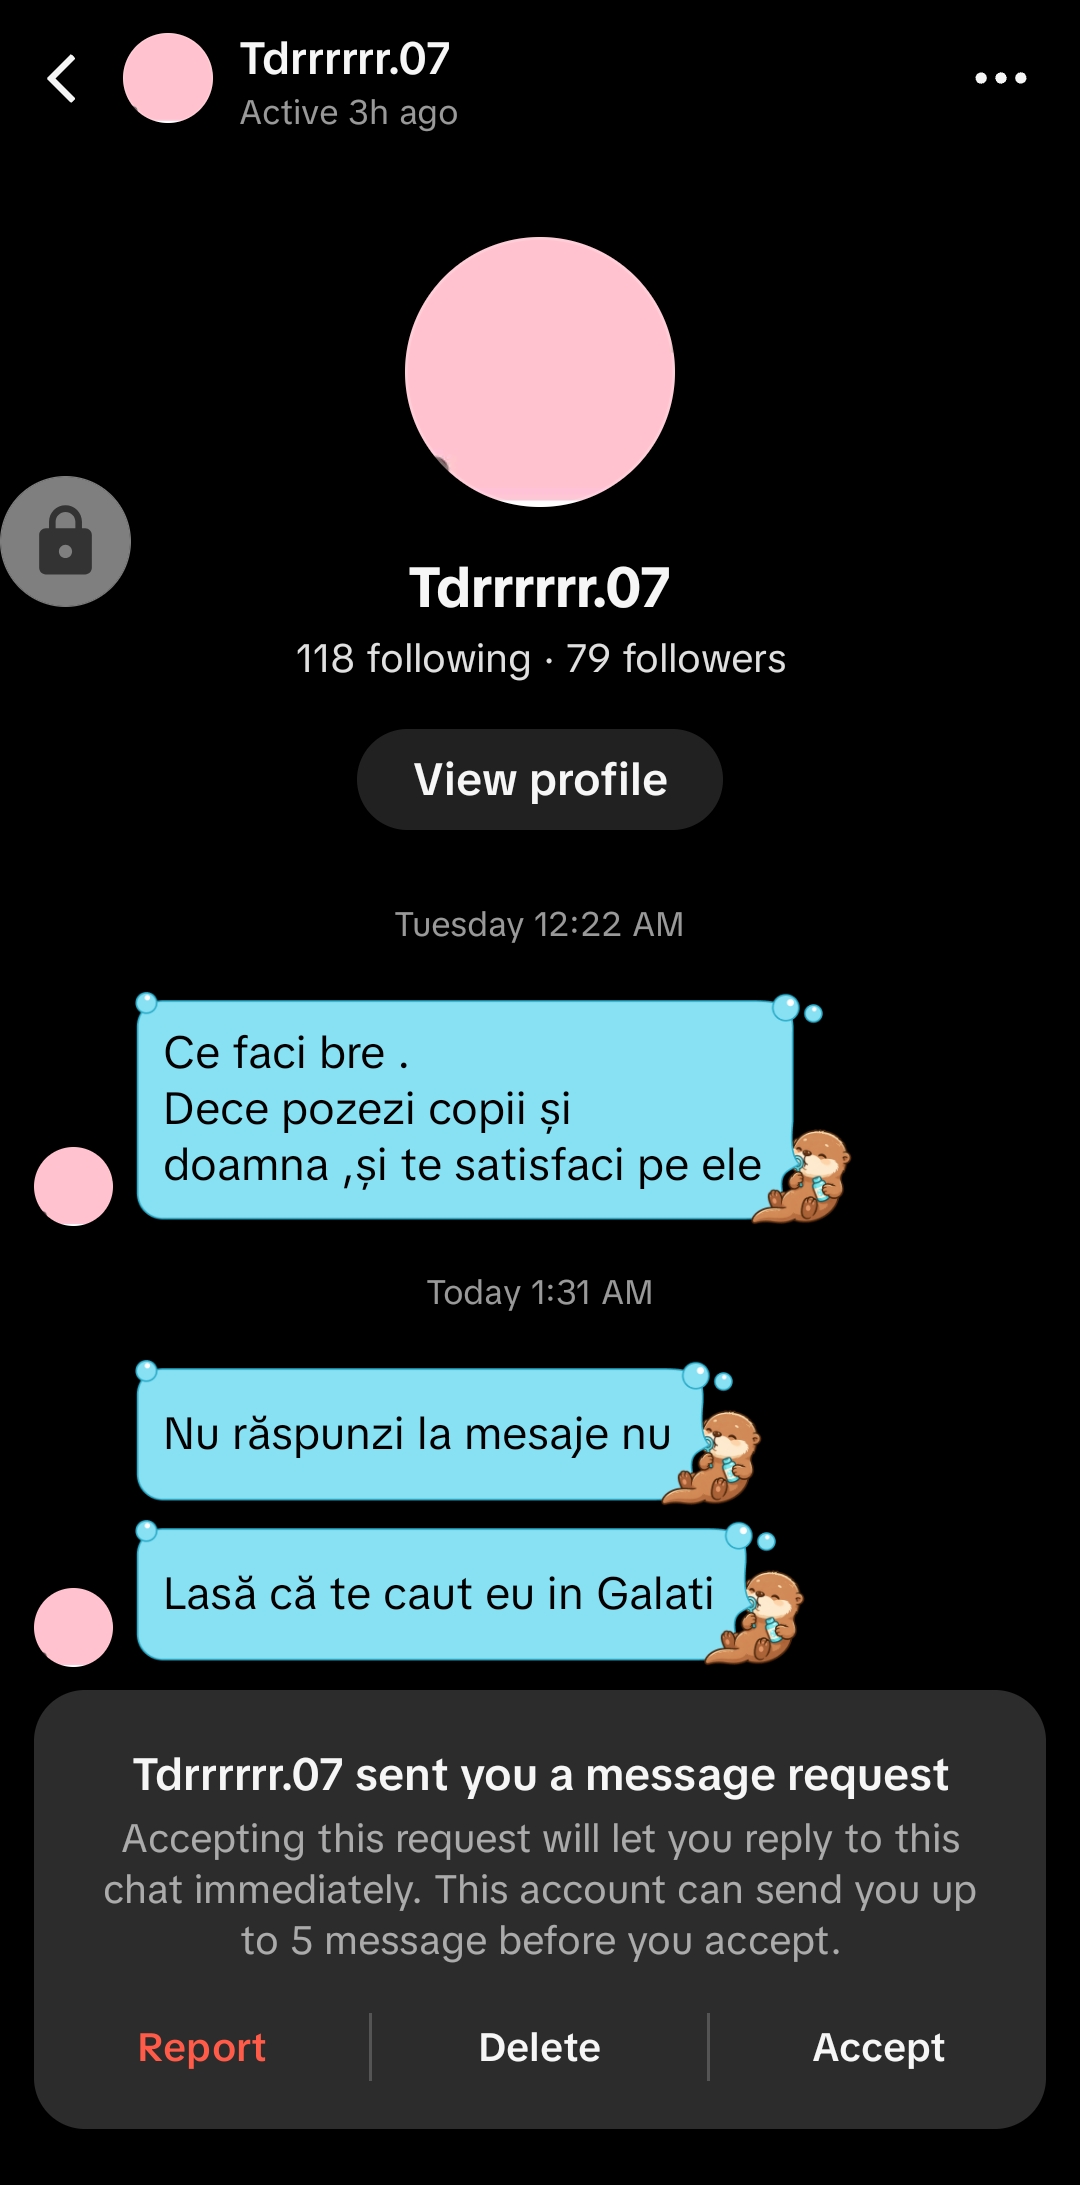 Tdrrrrrr.07
Active 3h ago
Tdrrrrrr.07
118 following · 79 followers
View profile
Tuesday 12:22 AM
Ce faci bre .
Dece pozezi copii și
doamna ,și te satisfaci pe ele
Today 1:31 AM
Nu răspunzi la mesaje nu
Lasă că te caut eu in Galati
Tdrrrrrr.07 sent you a message request
Accepting this request will let you reply to this
chat immediately. This account can send you up
to 5 message before you accept.
Report
Delete
Accept